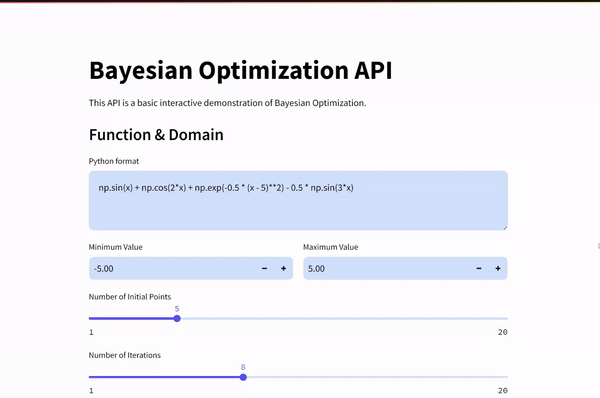 Bayesian Optimization API
This API is a basic interactive demonstration of Bayesian Optimization.
Function & Domain
Python format
np.sin(x) + np.cos(2*x) + np.exp(-0.5 * (x - 5)**2) - 0.5 * np.sin(3*x)
Minimum Value
Maximum Value
-5.00
5.00
Number of Initial Points
5
1
20
Number of Iterations
8
1
20